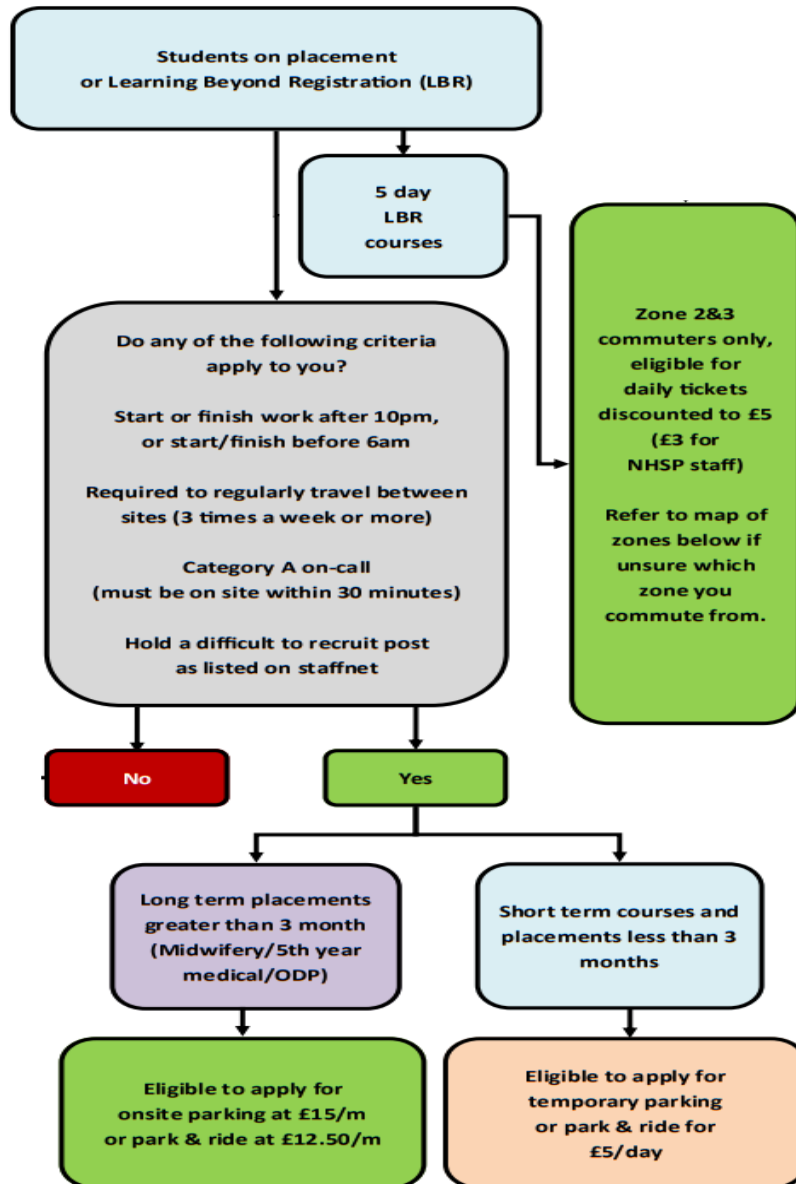 Students on placement
or Learning Beyond Registration (LBR)
5 day
LBR
courses
Zone 2&3
commuters only,
eligible for
daily tickets
discounted to £5
(£3 for
NHSP staff)
Refer to map of
zones below if
unsure which
zone you
commute from.
Do any of the following criteria
apply to you?
Start or finish work after 10pm,
or start/finish before 6am
Required to regularly travel between
sites (3 times a week or more)
Category A on-call
(must be on site within 30 minutes)
Hold a difficult to recruit post
as listed on staffnet
No
Yes
Long term placements
greater than 3 month
(Midwifery/5th year
medical/ODP)
Short term courses and
placements less than 3
months
Eligible to apply for
onsite parking at £15/m
or park & ride at £12.50/m
Eligible to apply for
temporary parking
or park & ride for
£5/day